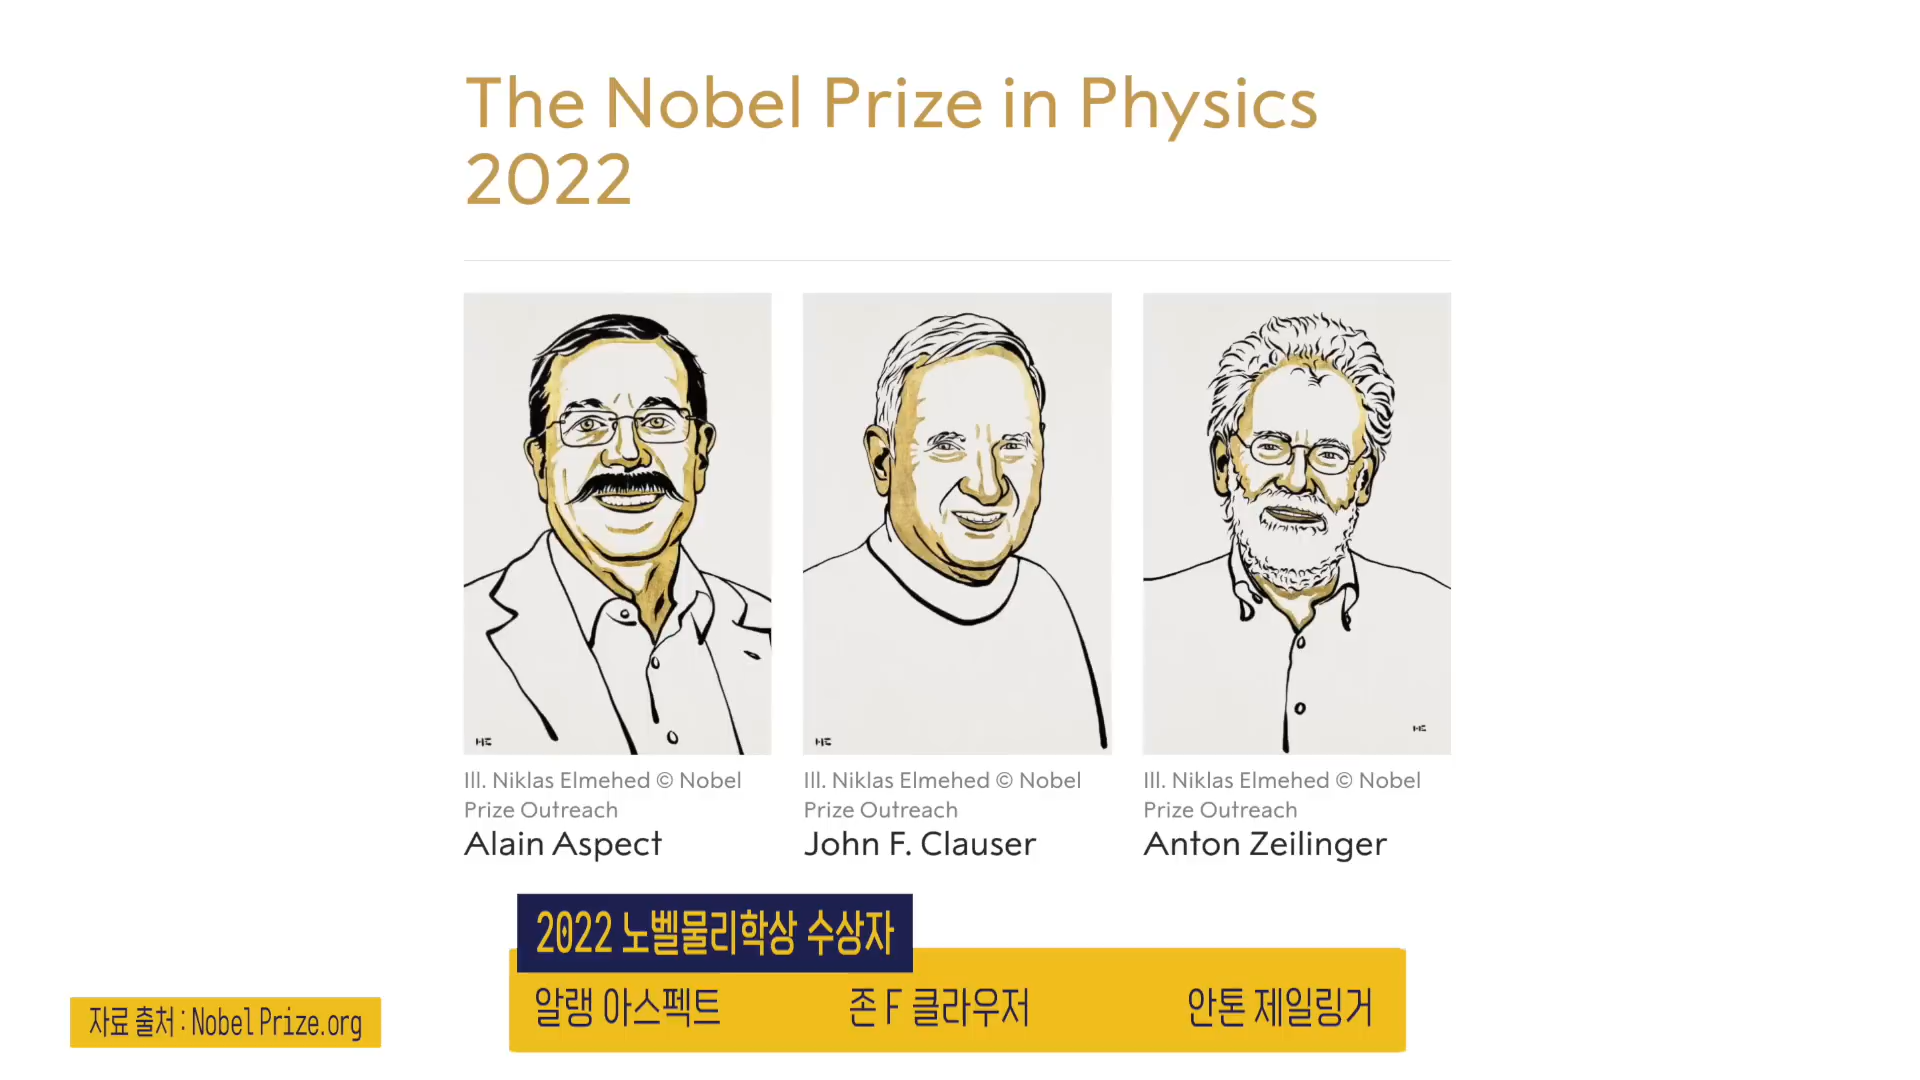 The Nobel Prize in Physics
2022
Ill. Niklas Elmehed © Nobel
Prize Outreach
Alain Aspect
Ill. Niklas Elmehed © Nobel
Prize Outreach
John F. Clauser
Ill. Niklas Elmehed © Nobel
Prize Outreach
Anton Zeilinger
2022 노벨물리학상 수상자
알랭 아스펙트
존 F 클라우저
안톤 제일링거
자료 출처 : Nobel Prize.org